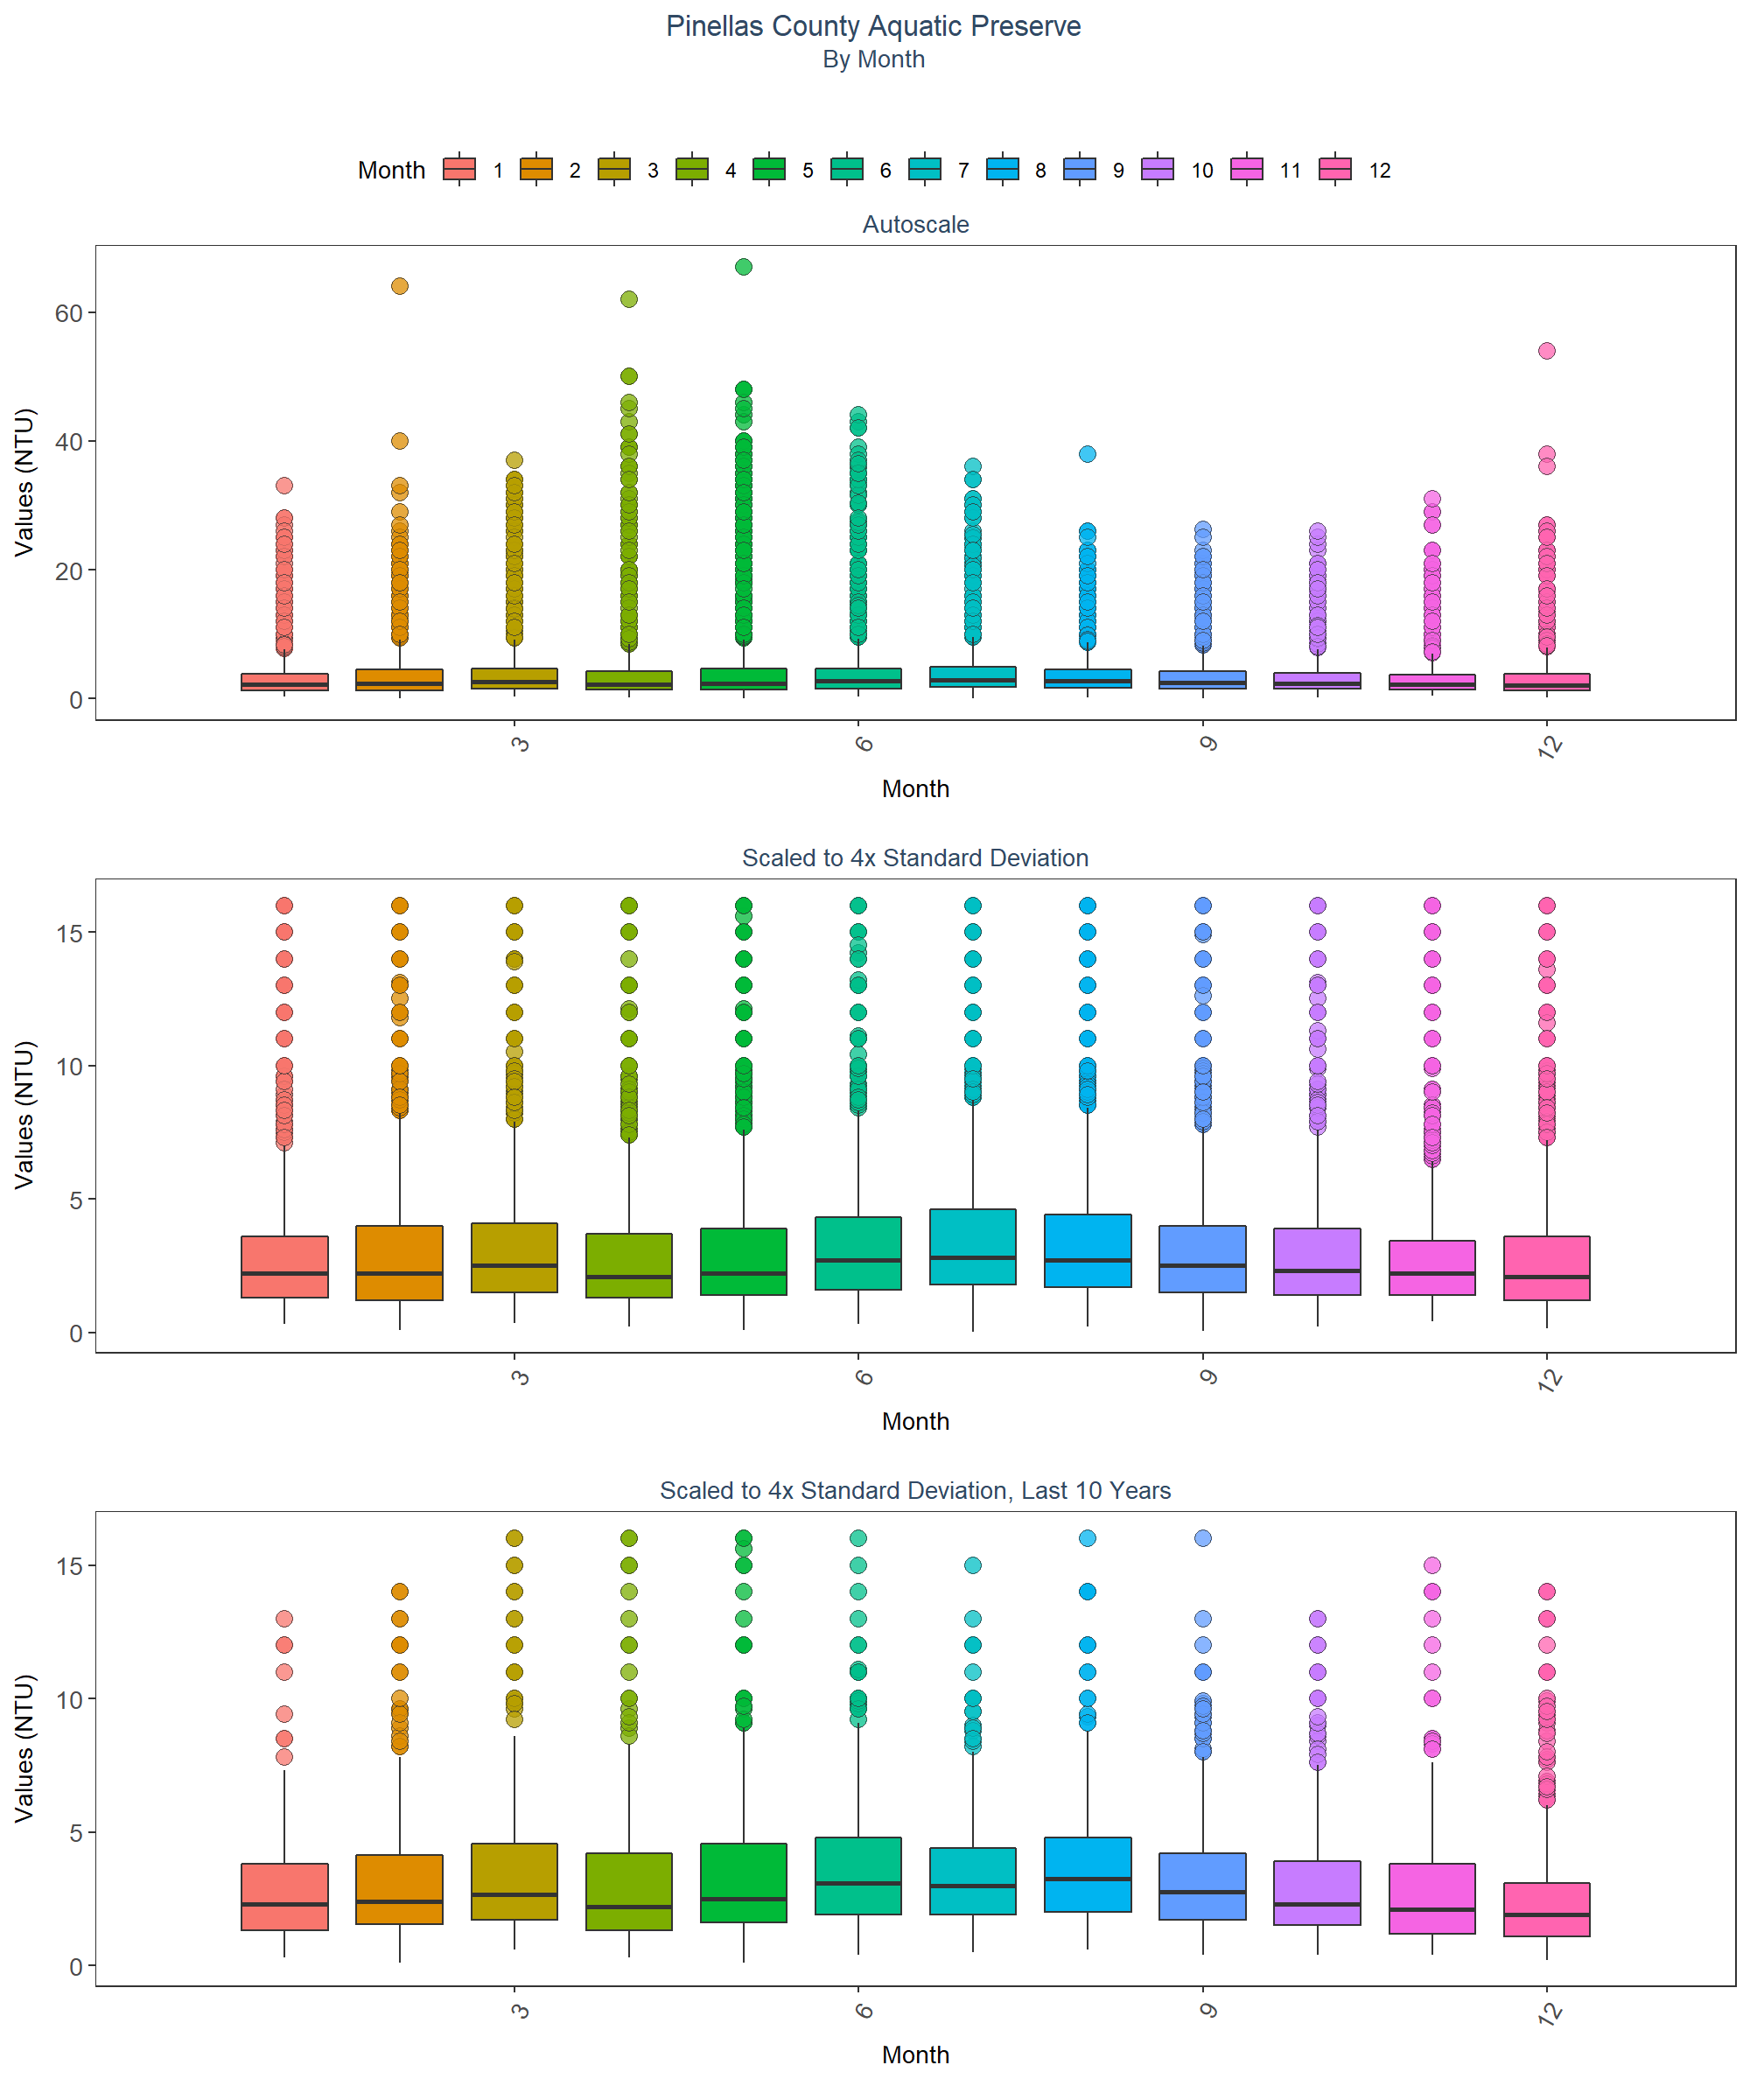 Pinellas County Aquatic Preserve
By Month
Month 1 2 3 4 5 6 7 8 9 10 11 12
Autoscale
Values (NTU)
60
40
20
0
3 6 9 12
Month
Scaled to 4x Standard Deviation
Values (NTU)
15
10
5
0
3 6 9 12
Month
Scaled to 4x Standard Deviation, Last 10 Years
Values (NTU)
15
10
5
0
3 6 9 12
Month